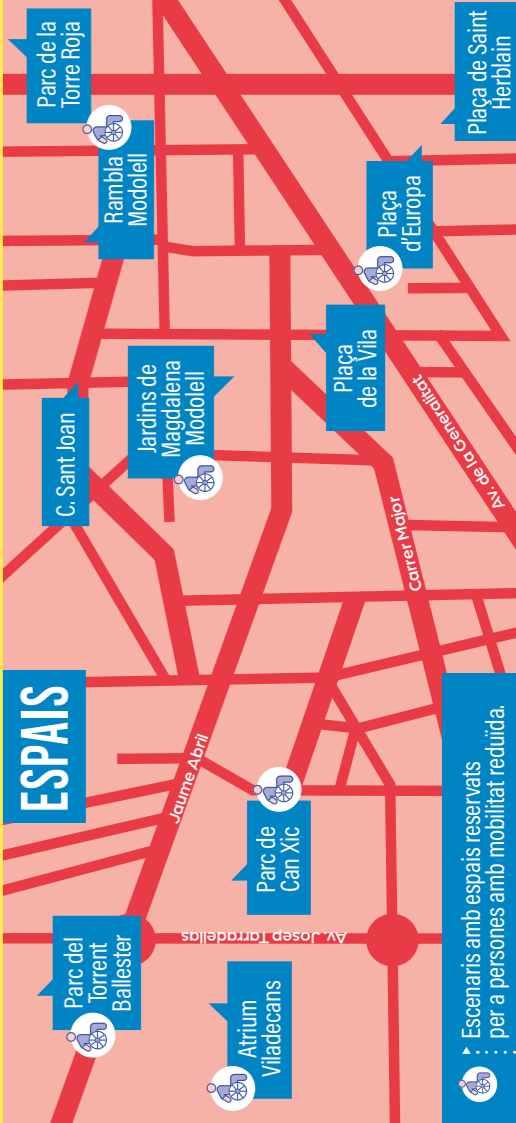 ESPAIS
Parc del
Torrent
Ballester
Atrium
Viladecans
Parc de
Can Xic
Av. Josep Tarradellas
Jaume Abril
C. Sant Joan
Jardins de
Magdalena
Modolell
Rambla
Modolell
Parc de la
Torre Roja
Plaça
de la Vila
Plaça
d'Europa
Plaça de Saint
Herblain
Carrer Major
Av. de la Generalitat
Escenaris amb espais reservats
per a persones amb mobilitat reduïda.